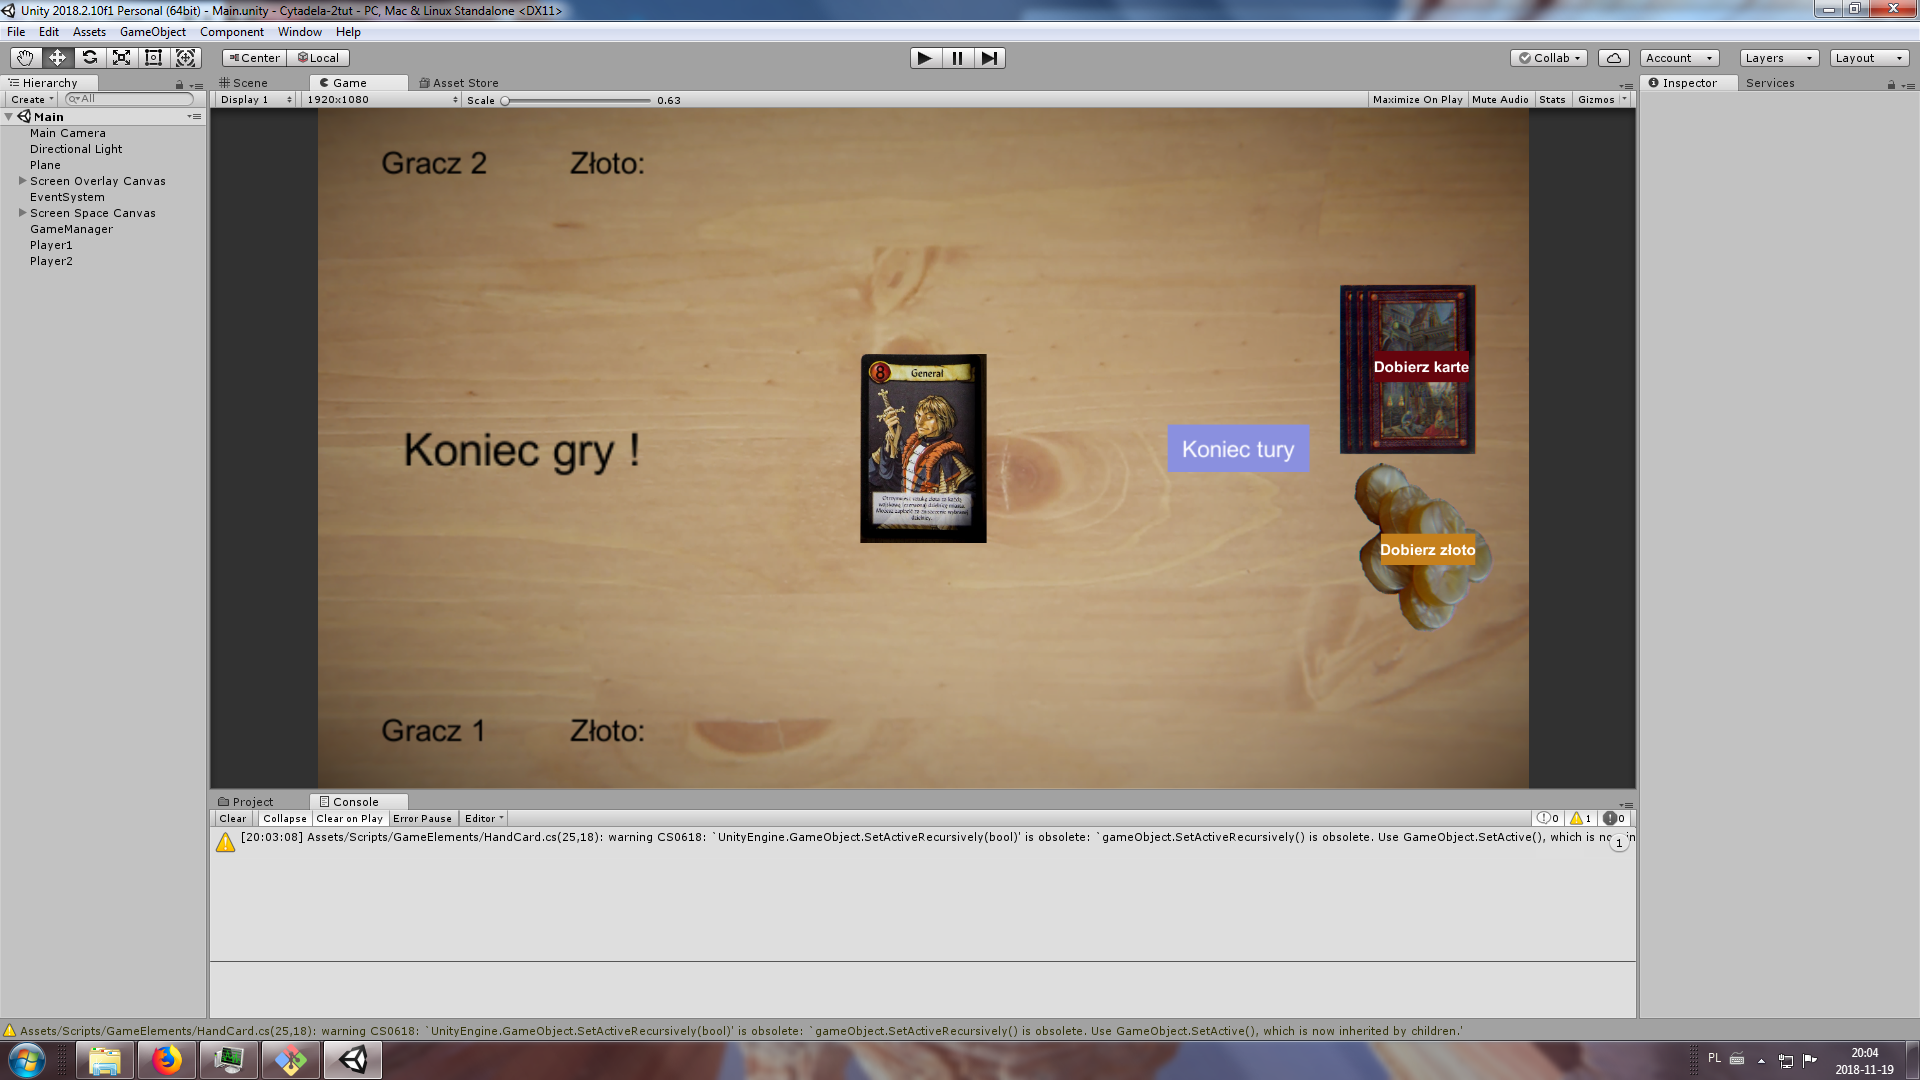 Unity 2018.2.10f1 Personal (64bit) - Main.unity - Cytadela-2tut - PC, Mac & Linux Standalone <DX11>
File Edit Assets GameObject Component Window Help
Center Local Collab Account Layers Layout
Hierarchy Scene Game Asset Store Inspector Services
Create All Display 1 1920x1080 Scale 0.63 Maximize On Play Mute Audio Stats Gizmos
Main
Main Camera
Directional Light
Plane
Screen Overlay Canvas
EventSystem
Screen Space Canvas
GameManager
Player1
Player2
Gracz 2 Złoto:
Dobierz karte
8 General
Koniec gry !
Koniec tury
Dobierz złoto
Gracz 1 Złoto:
Project Console
Clear Collapse Clear on Play Error Pause Editor 0 1 0
[20:03:08] Assets/Scripts/GameElements/HandCard.cs(25,18): warning CS0618: `UnityEngine.GameObject.SetActiveRecursively(bool)' is obsolete: `gameObject.SetActiveRecursively() is obsolete. Use GameObject.SetActive(), which is
1
Assets/Scripts/GameElements/HandCard.cs(25,18): warning CS0618: `UnityEngine.GameObject.SetActiveRecursively(bool)' is obsolete: `gameObject.SetActiveRecursively() is obsolete. Use GameObject.SetActive(), which is now inherited by children.'
PL
20:04
2018-11-19